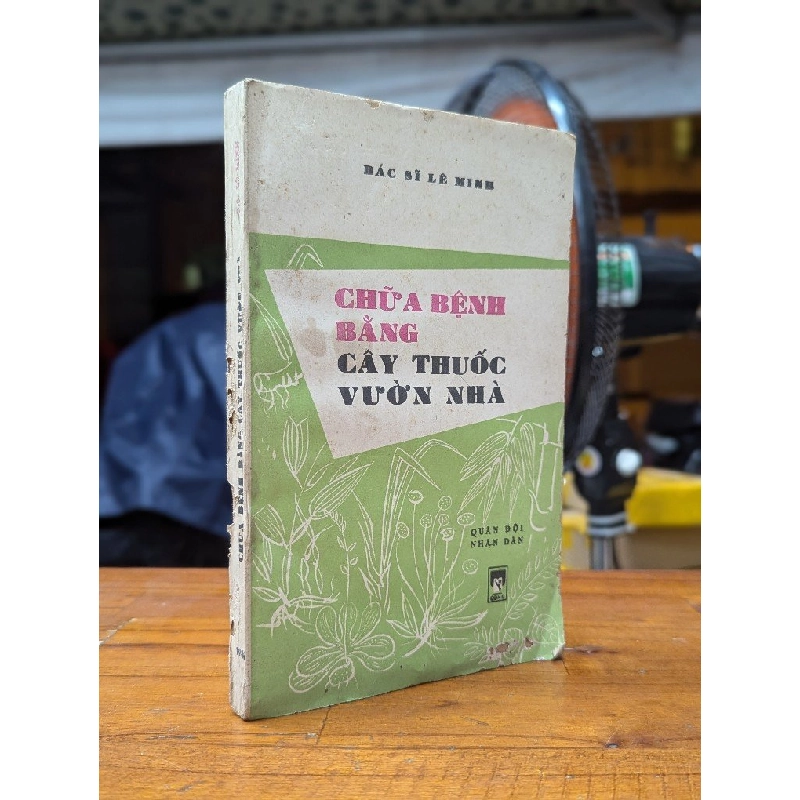 BÁC SĨ LÊ MINH
CHỮA BỆNH
BẰNG
CÂY THUỐC
VƯỜN NHÀ
QUÂN ĐỘI
NHÂN DÂN